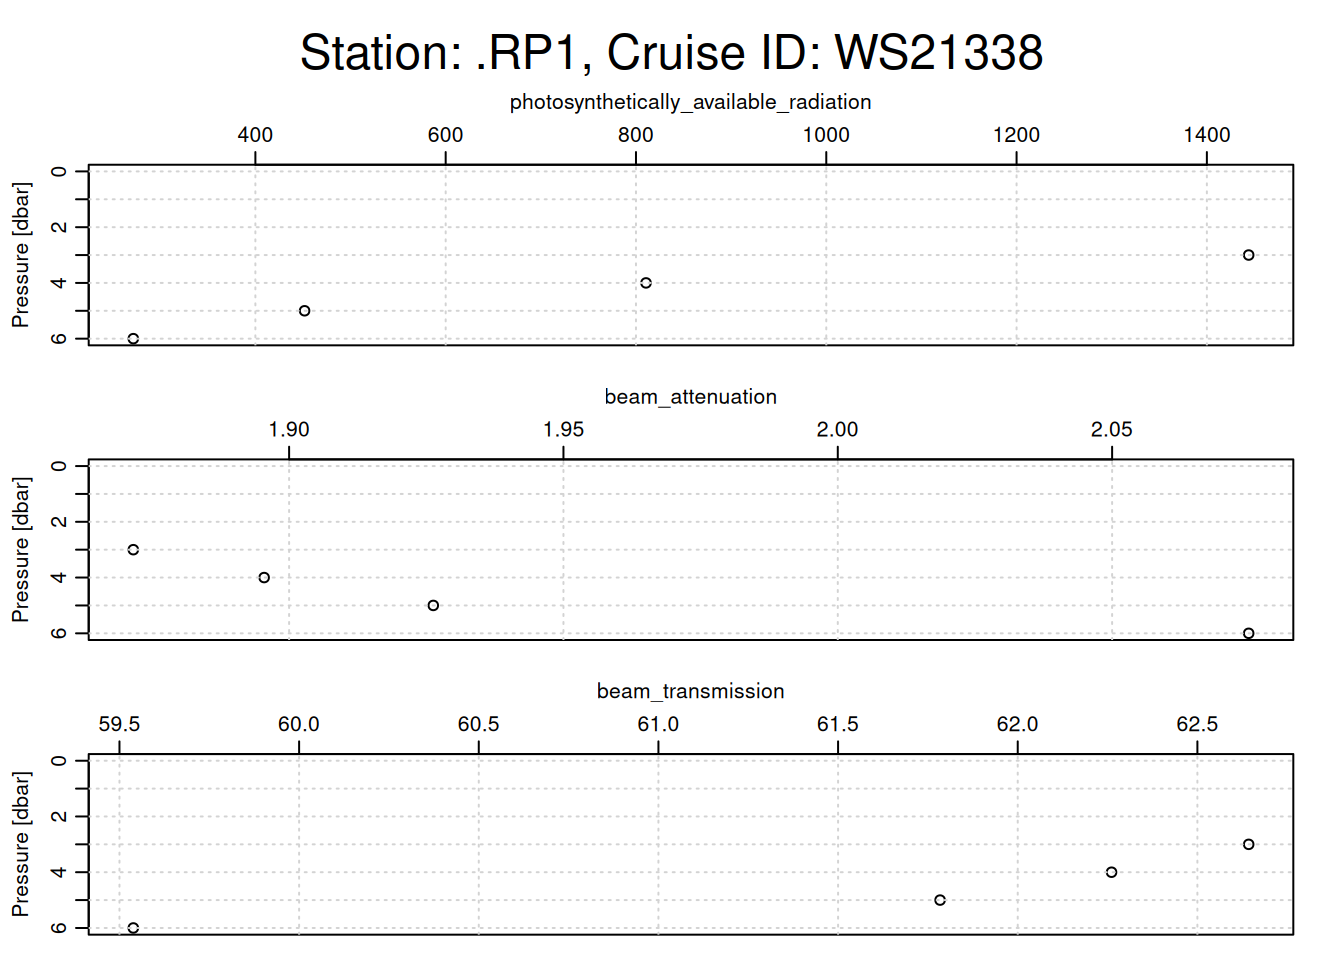 Station: .RP1, Cruise ID: WS21338
photosynthetically_available_radiation
400 600 800 1000 1200 1400
Pressure [dbar]
0
2
4
6
beam_attenuation
1.90 1.95 2.00 2.05
Pressure [dbar]
0
2
4
6
beam_transmission
59.5 60.0 60.5 61.0 61.5 62.0 62.5
Pressure [dbar]
0
2
4
6